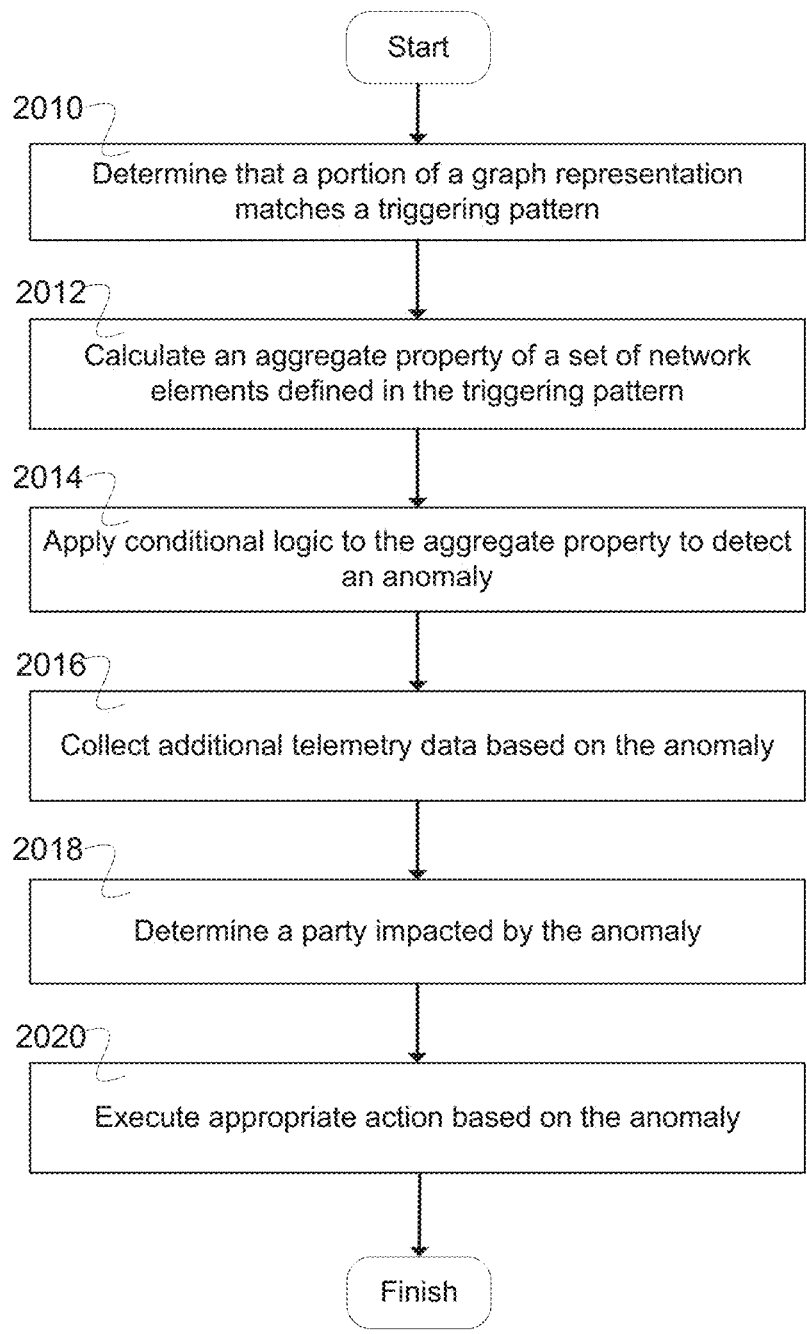 Start
2010
Determine that a portion of a graph representation
matches a triggering pattern
2012
Calculate an aggregate property of a set of network
elements defined in the triggering pattern
2014
Apply conditional logic to the aggregate property to detect
an anomaly
2016
Collect additional telemetry data based on the anomaly
2018
Determine a party impacted by the anomaly
2020
Execute appropriate action based on the anomaly
Finish